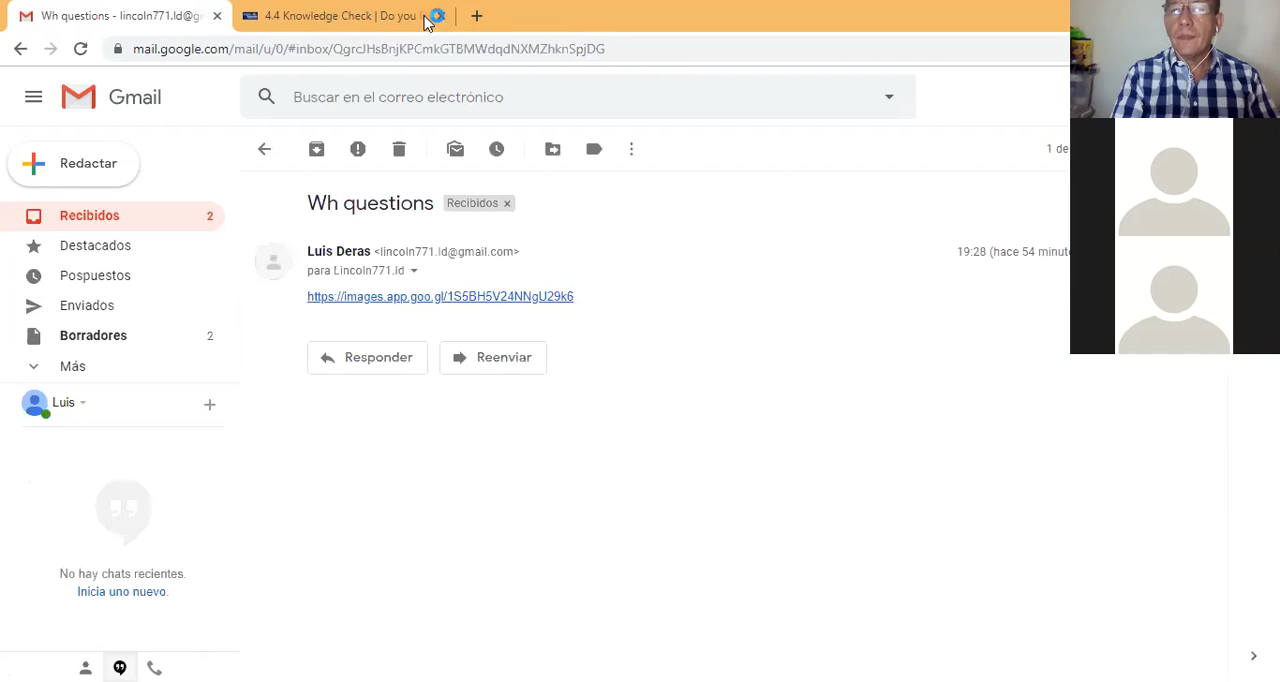 Wh questions - lincoln771.ld@g
4.4 Knowledge Check | Do you
mail.google.com/mail/u/0/#inbox/QgrcJHsBnjKPCmkGTBMWdqdNXMZhknSpjDG
Gmail
Buscar en el correo electrónico
Redactar
1 de
Wh questions
Recibidos x
Recibidos 2
Luis Deras <lincoln771.ld@gmail.com>
19:28 (hace 54 minut
Destacados
para Lincoln771.ld
Pospuestos
https://images.app.goo.gl/1S5BH5V24NNgU29k6
Enviados
Borradores 2
Responder
Reenviar
Más
Luis
No hay chats recientes.
Inicia uno nuevo.